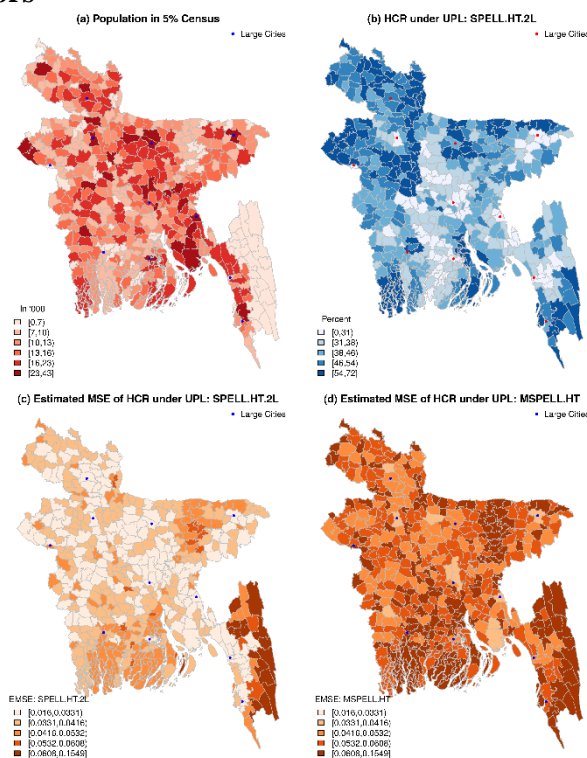 (a) Population in 5% Census
Large Cities
In '000
[0,7)
[7,10)
[10,13)
[13,16)
[16,23)
[23,43)
(b) HCR under UPL: SPELL.HT.2L
Large Cities
Percent
[0,31)
[31,38)
[38,46)
[46,54)
[54,72)
(c) Estimated MSE of HCR under UPL: SPELL.HT.2L
Large Cities
EMSE: SPELL.HT.2L
[0.016,0.0331)
[0.0331,0.0416)
[0.0416,0.0532)
[0.0532,0.0608)
[0.0608,0.1549)
(d) Estimated MSE of HCR under UPL: MSPELL.HT
Large Cities
EMSE: MSPELL.HT
[0.016,0.0331)
[0.0331,0.0416)
[0.0416,0.0532)
[0.0532,0.0608)
[0.0608,0.1549)